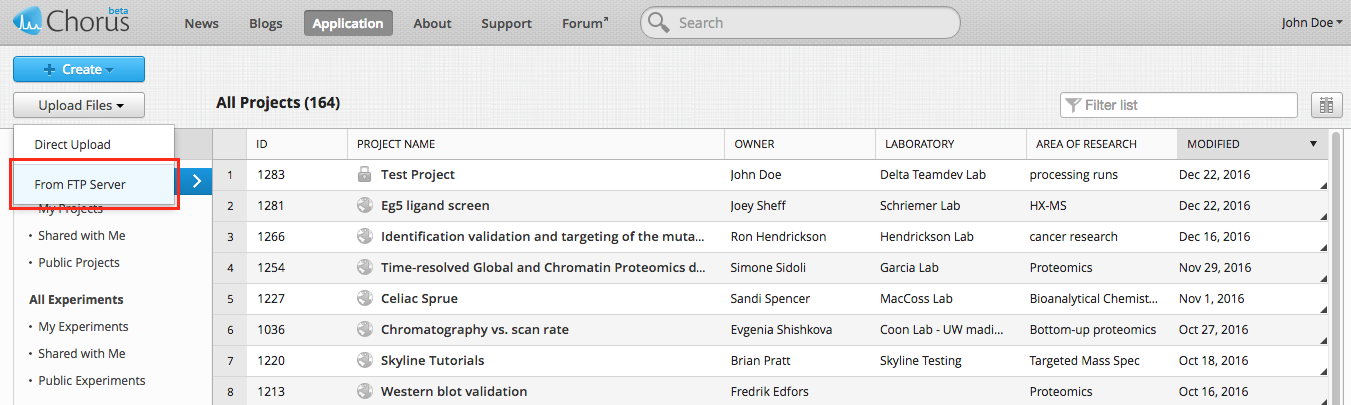 Chorus beta
News Blogs Application About Support Forum
Search
John Doe
+ Create
Upload Files
All Projects (164)
Filter list
Direct Upload
From FTP Server
My Projects
Shared with Me
Public Projects
All Experiments
My Experiments
Shared with Me
Public Experiments
ID PROJECT NAME OWNER LABORATORY AREA OF RESEARCH MODIFIED
1 1283 Test Project John Doe Delta Teamdev Lab processing runs Dec 22, 2016
2 1281 Eg5 ligand screen Joey Sheff Schriemer Lab HX-MS Dec 22, 2016
3 1266 Identification validation and targeting of the muta... Ron Hendrickson Hendrickson Lab cancer research Dec 16, 2016
4 1254 Time-resolved Global and Chromatin Proteomics d... Simone Sidoli Garcia Lab Proteomics Nov 29, 2016
5 1227 Celiac Sprue Sandi Spencer MacCoss Lab Bioanalytical Chemist... Nov 1, 2016
6 1036 Chromatography vs. scan rate Evgenia Shishkova Coon Lab - UW madi... Bottom-up proteomics Oct 27, 2016
7 1220 Skyline Tutorials Brian Pratt Skyline Testing Targeted Mass Spec Oct 18, 2016
8 1213 Western blot validation Fredrik Edfors Proteomics Oct 16, 2016